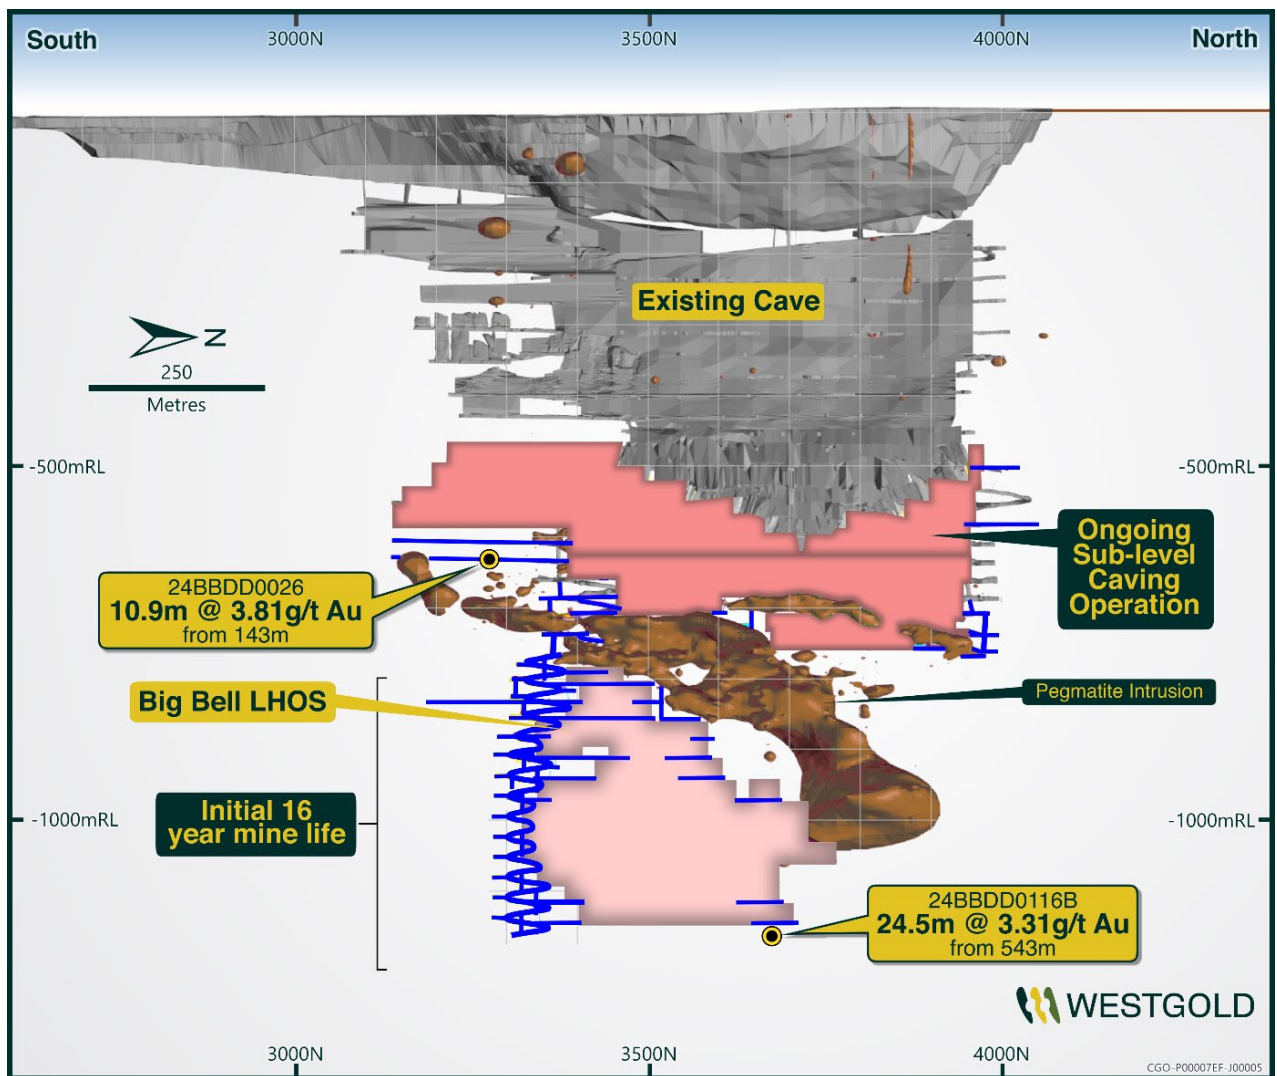 South
3000N
3500N
4000N
North
Existing Cave
N
250
Metres
-500mRL
-500mRL
Ongoing
Sub-level
Caving
Operation
24BBDD0026
10.9m @ 3.81g/t Au
from 143m
Pegmatite Intrusion
Big Bell LHOS
Initial 16
year mine life
-1000mRL
-1000mRL
24BBDD0116B
24.5m @ 3.31g/t Au
from 543m
WESTGOLD
3000N
3500N
4000N
CGO-P00007EF-J00005